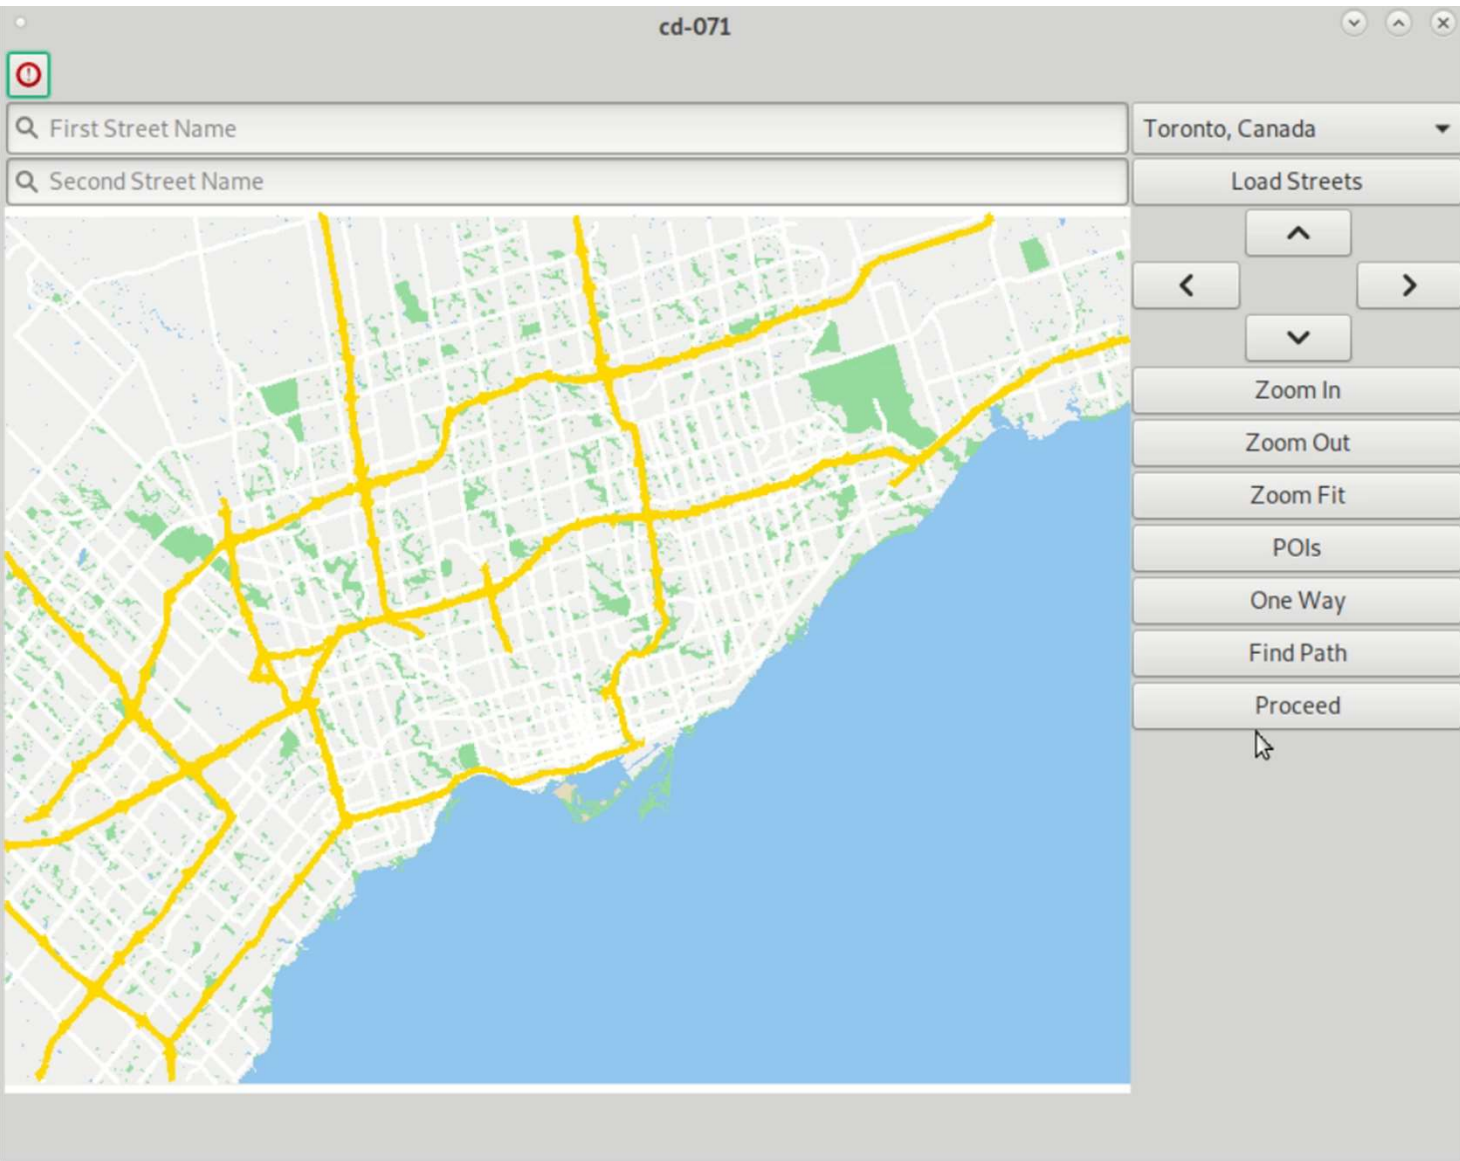 cd-071
First Street Name
Toronto, Canada
Second Street Name
Load Streets
Zoom In
Zoom Out
Zoom Fit
POIs
One Way
Find Path
Proceed